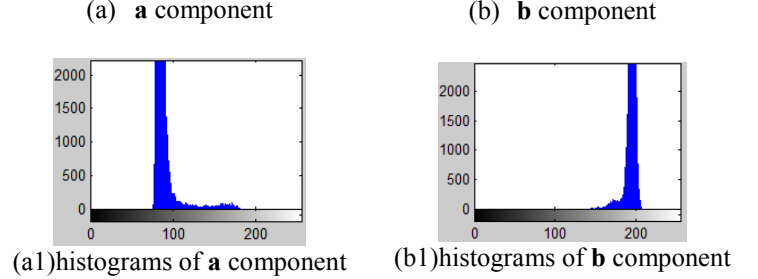 (a) a component
(b) b component
2000
1500
1000
500
0
0 100 200
(a1)histograms of a component
2000
1500
1000
500
0
0 100 200
(b1)histograms of b component